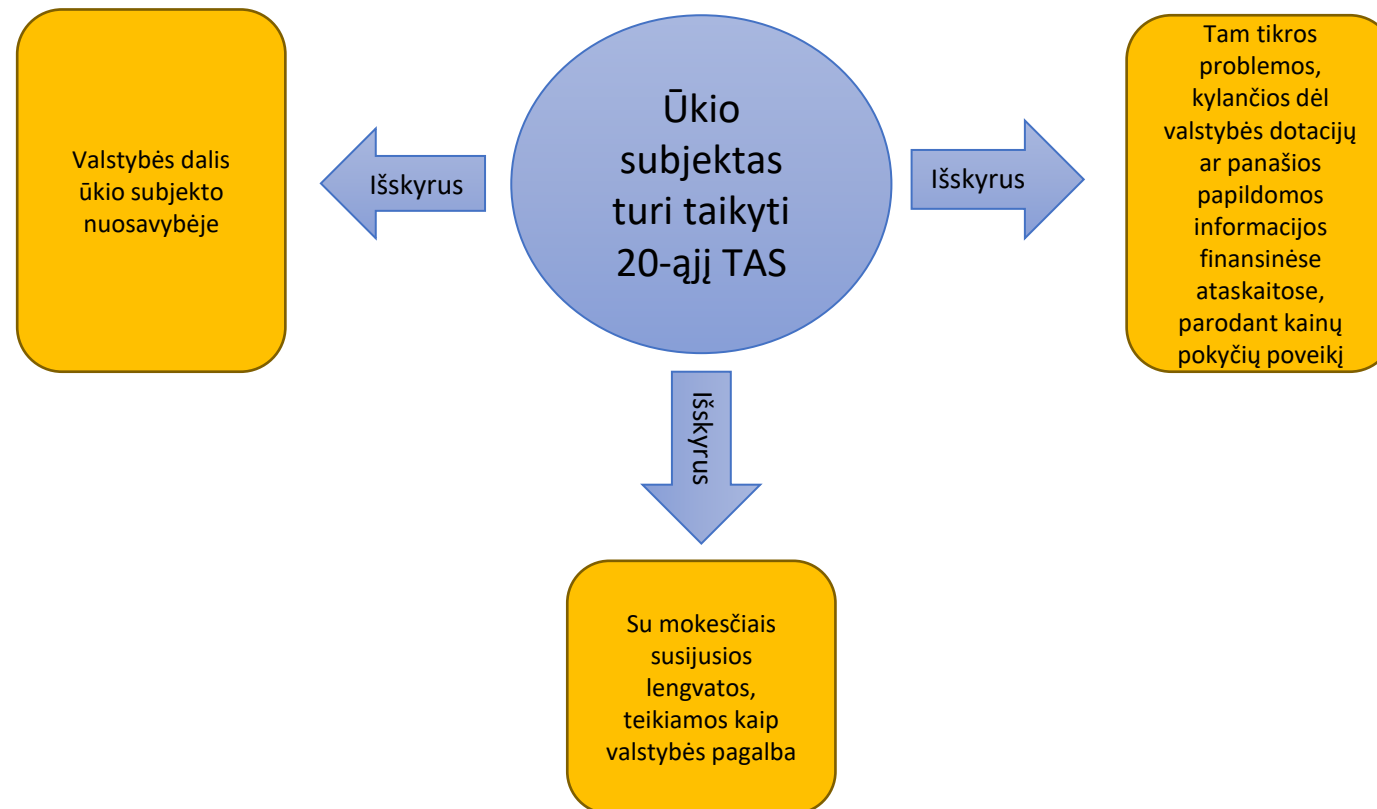 Ūkio
subjektas
turi taikyti
20-ąjį TAS
Išskyrus
Valstybės dalis
ūkio subjekto
nuosavybėje
Išskyrus
Tam tikros
problemos,
kylančios dėl
valstybės dotacijų
ar panašios
papildomos
informacijos
finansinėse
ataskaitose,
parodant kainų
pokyčių poveikį
Išskyrus
Su mokesčiais
susijusios
lengvatos,
teikiamos kaip
valstybės pagalba